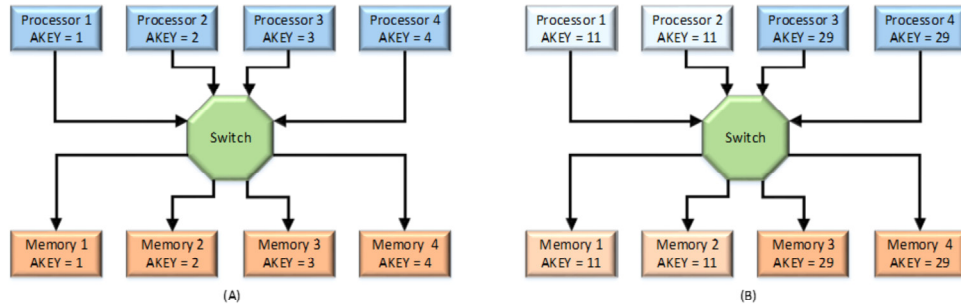 Processor 1
AKEY = 1
Processor 2
AKEY = 2
Processor 3
AKEY = 3
Processor 4
AKEY = 4
Switch
Memory 1
AKEY = 1
Memory 2
AKEY = 2
Memory 3
AKEY = 3
Memory 4
AKEY = 4
(A)
Processor 1
AKEY = 11
Processor 2
AKEY = 11
Processor 3
AKEY = 29
Processor 4
AKEY = 29
Switch
Memory 1
AKEY = 11
Memory 2
AKEY = 11
Memory 3
AKEY = 29
Memory 4
AKEY = 29
(B)